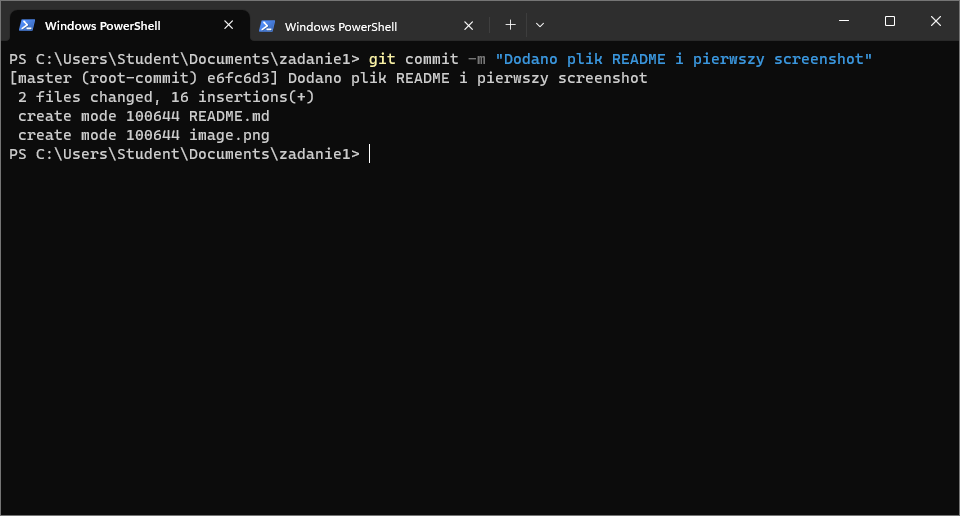 Windows PowerShell
Windows PowerShell
PS C:\Users\Student\Documents\zadanie1> git commit -m "Dodano plik README i pierwszy screenshot"
[master (root-commit) e6fc6d3] Dodano plik README i pierwszy screenshot
 2 files changed, 16 insertions(+)
 create mode 100644 README.md
 create mode 100644 image.png
PS C:\Users\Student\Documents\zadanie1>